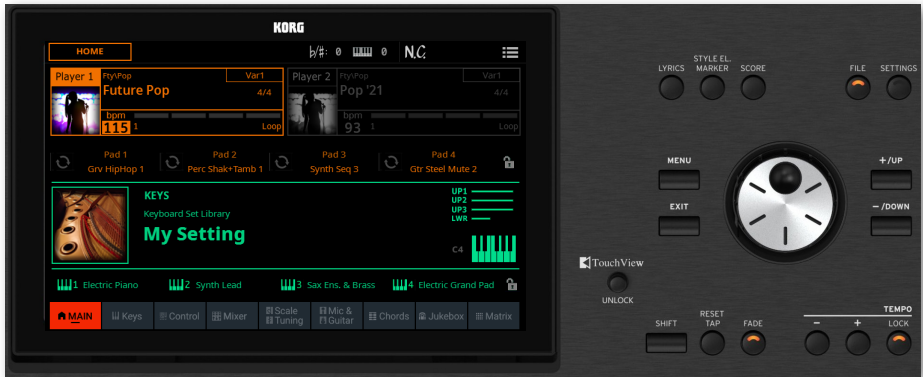 KORG
HOME
♭/#: 0 0 N.C.
Player 1 Fty\Pop Var1
Future Pop 4/4
bpm
115 1 Loop
Player 2 Fty\Pop Var1
Pop '21 4/4
bpm
93 1 Loop
Pad 1 Pad 2 Pad 3 Pad 4
Grv HipHop 1 Perc Shak+Tamb 1 Synth Seq 3 Gtr Steel Mute 2
KEYS
Keyboard Set Library
My Setting
UP1
UP2
UP3
LWR
C4
1 Electric Piano 2 Synth Lead 3 Sax Ens. & Brass 4 Electric Grand Pad
MAIN Keys Control Mixer Scale Tuning Mic & Guitar Chords Jukebox Matrix
LYRICS STYLE EL. MARKER SCORE FILE SETTINGS
MENU +/UP
EXIT -/DOWN
TouchView
UNLOCK
SHIFT RESET TAP FADE
TEMPO
- + LOCK